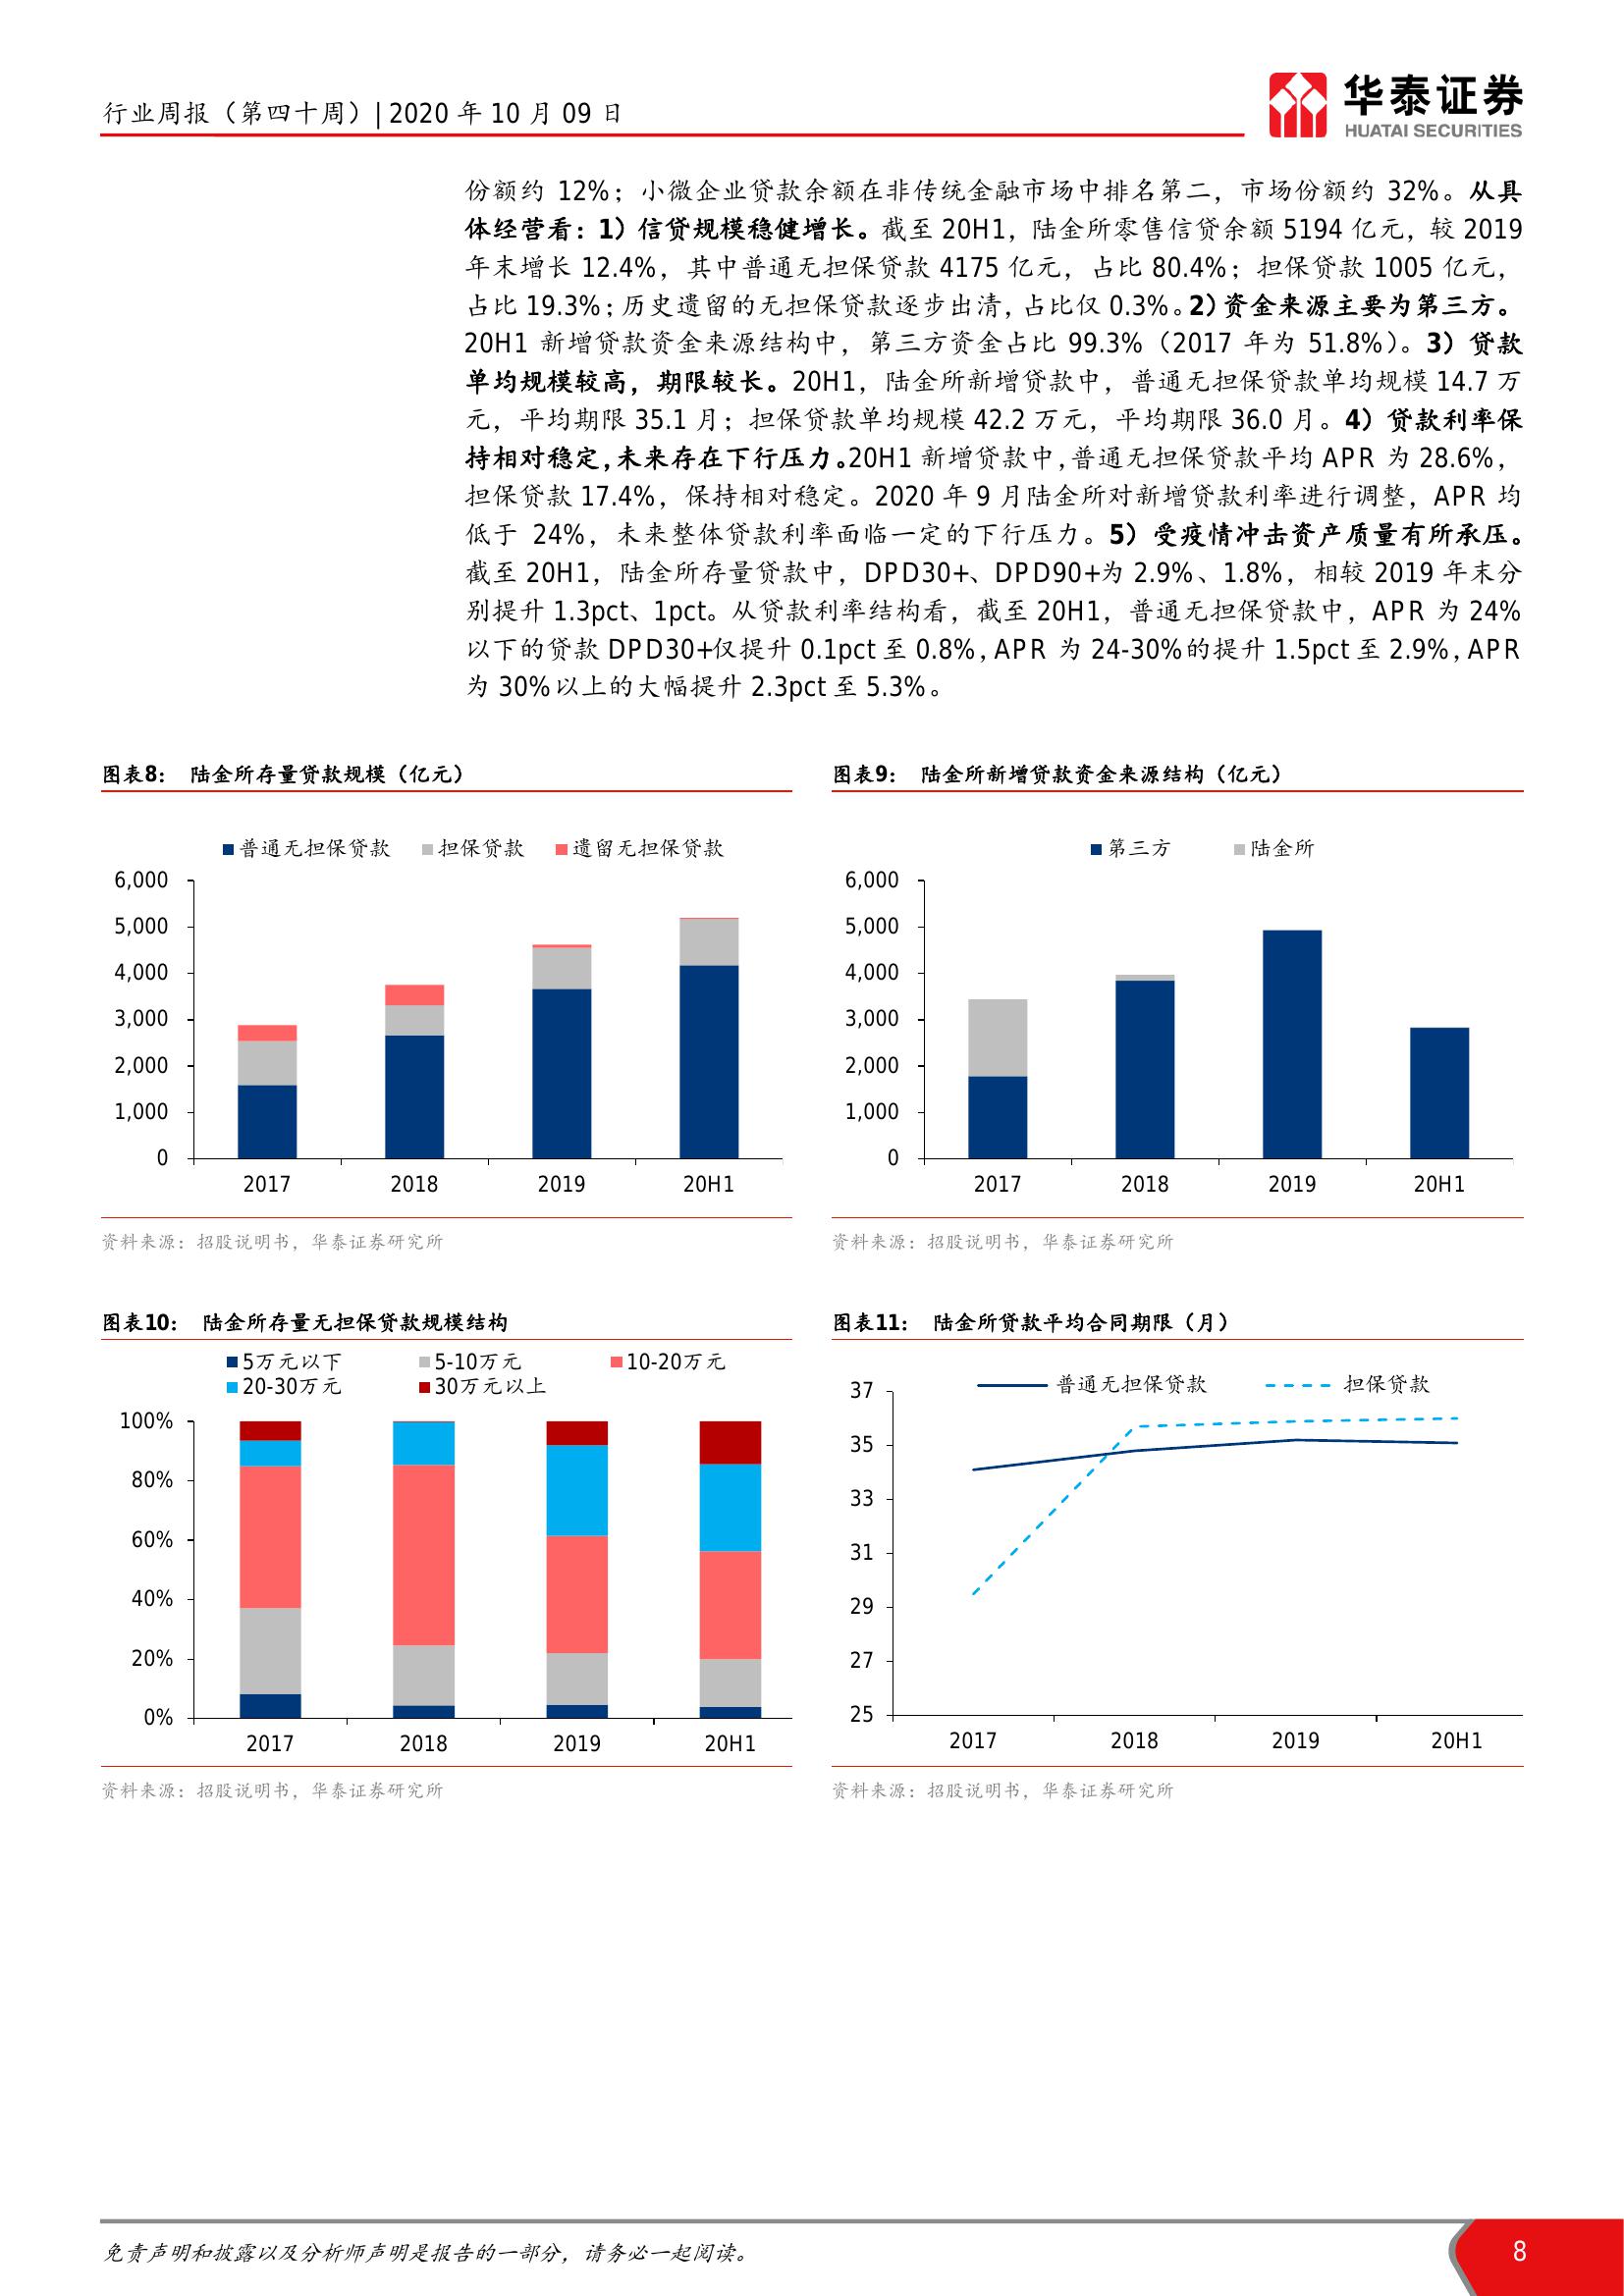 行业周报（第四十周）| 2020 年 10 月 09 日
华泰证券
HUATAI SECURITIES
份额约 12%；小微企业贷款余额在非传统金融市场中排名第二，市场份额约 32%。从具
体经营看：1）信贷规模稳健增长。截至 20H1，陆金所零售信贷余额 5194 亿元，较 2019
年末增长 12.4%，其中普通无担保贷款 4175 亿元，占比 80.4%；担保贷款 1005 亿元，
占比 19.3%；历史遗留的无担保贷款逐步出清，占比仅 0.3%。2）资金来源主要为第三方。
20H1 新增贷款资金来源结构中，第三方资金占比 99.3%（2017 年为 51.8%）。3）贷款
单均规模较高，期限较长。20H1，陆金所新增贷款中，普通无担保贷款单均规模 14.7 万
元，平均期限 35.1 月；担保贷款单均规模 42.2 万元，平均期限 36.0 月。4）贷款利率保
持相对稳定，未来存在下行压力。20H1 新增贷款中，普通无担保贷款平均 APR 为 28.6%，
担保贷款 17.4%，保持相对稳定。2020 年 9 月陆金所对新增贷款利率进行调整，APR 均
低于 24%，未来整体贷款利率面临一定的下行压力。5）受疫情冲击资产质量有所承压。
截至 20H1，陆金所存量贷款中，DPD30+、DPD90+为 2.9%、1.8%，相较 2019 年末分
别提升 1.3pct、1pct。从贷款利率结构看，截至 20H1，普通无担保贷款中，APR 为 24%
以下的贷款 DPD30+仅提升 0.1pct 至 0.8%，APR 为 24-30%的提升 1.5pct 至 2.9%，APR
为 30%以上的大幅提升 2.3pct 至 5.3%。
图表8： 陆金所存量贷款规模（亿元）
普通无担保贷款 担保贷款 遗留无担保贷款
6,000
5,000
4,000
3,000
2,000
1,000
0
2017 2018 2019 20H1
资料来源：招股说明书，华泰证券研究所
图表9： 陆金所新增贷款资金来源结构（亿元）
第三方 陆金所
6,000
5,000
4,000
3,000
2,000
1,000
0
2017 2018 2019 20H1
资料来源：招股说明书，华泰证券研究所
图表10： 陆金所存量无担保贷款规模结构
5万元以下 5-10万元 10-20万元
20-30万元 30万元以上
100%
80%
60%
40%
20%
0%
2017 2018 2019 20H1
资料来源：招股说明书，华泰证券研究所
图表11： 陆金所贷款平均合同期限（月）
普通无担保贷款 担保贷款
37
35
33
31
29
27
25
2017 2018 2019 20H1
资料来源：招股说明书，华泰证券研究所
免责声明和披露以及分析师声明是报告的一部分，请务必一起阅读。
8